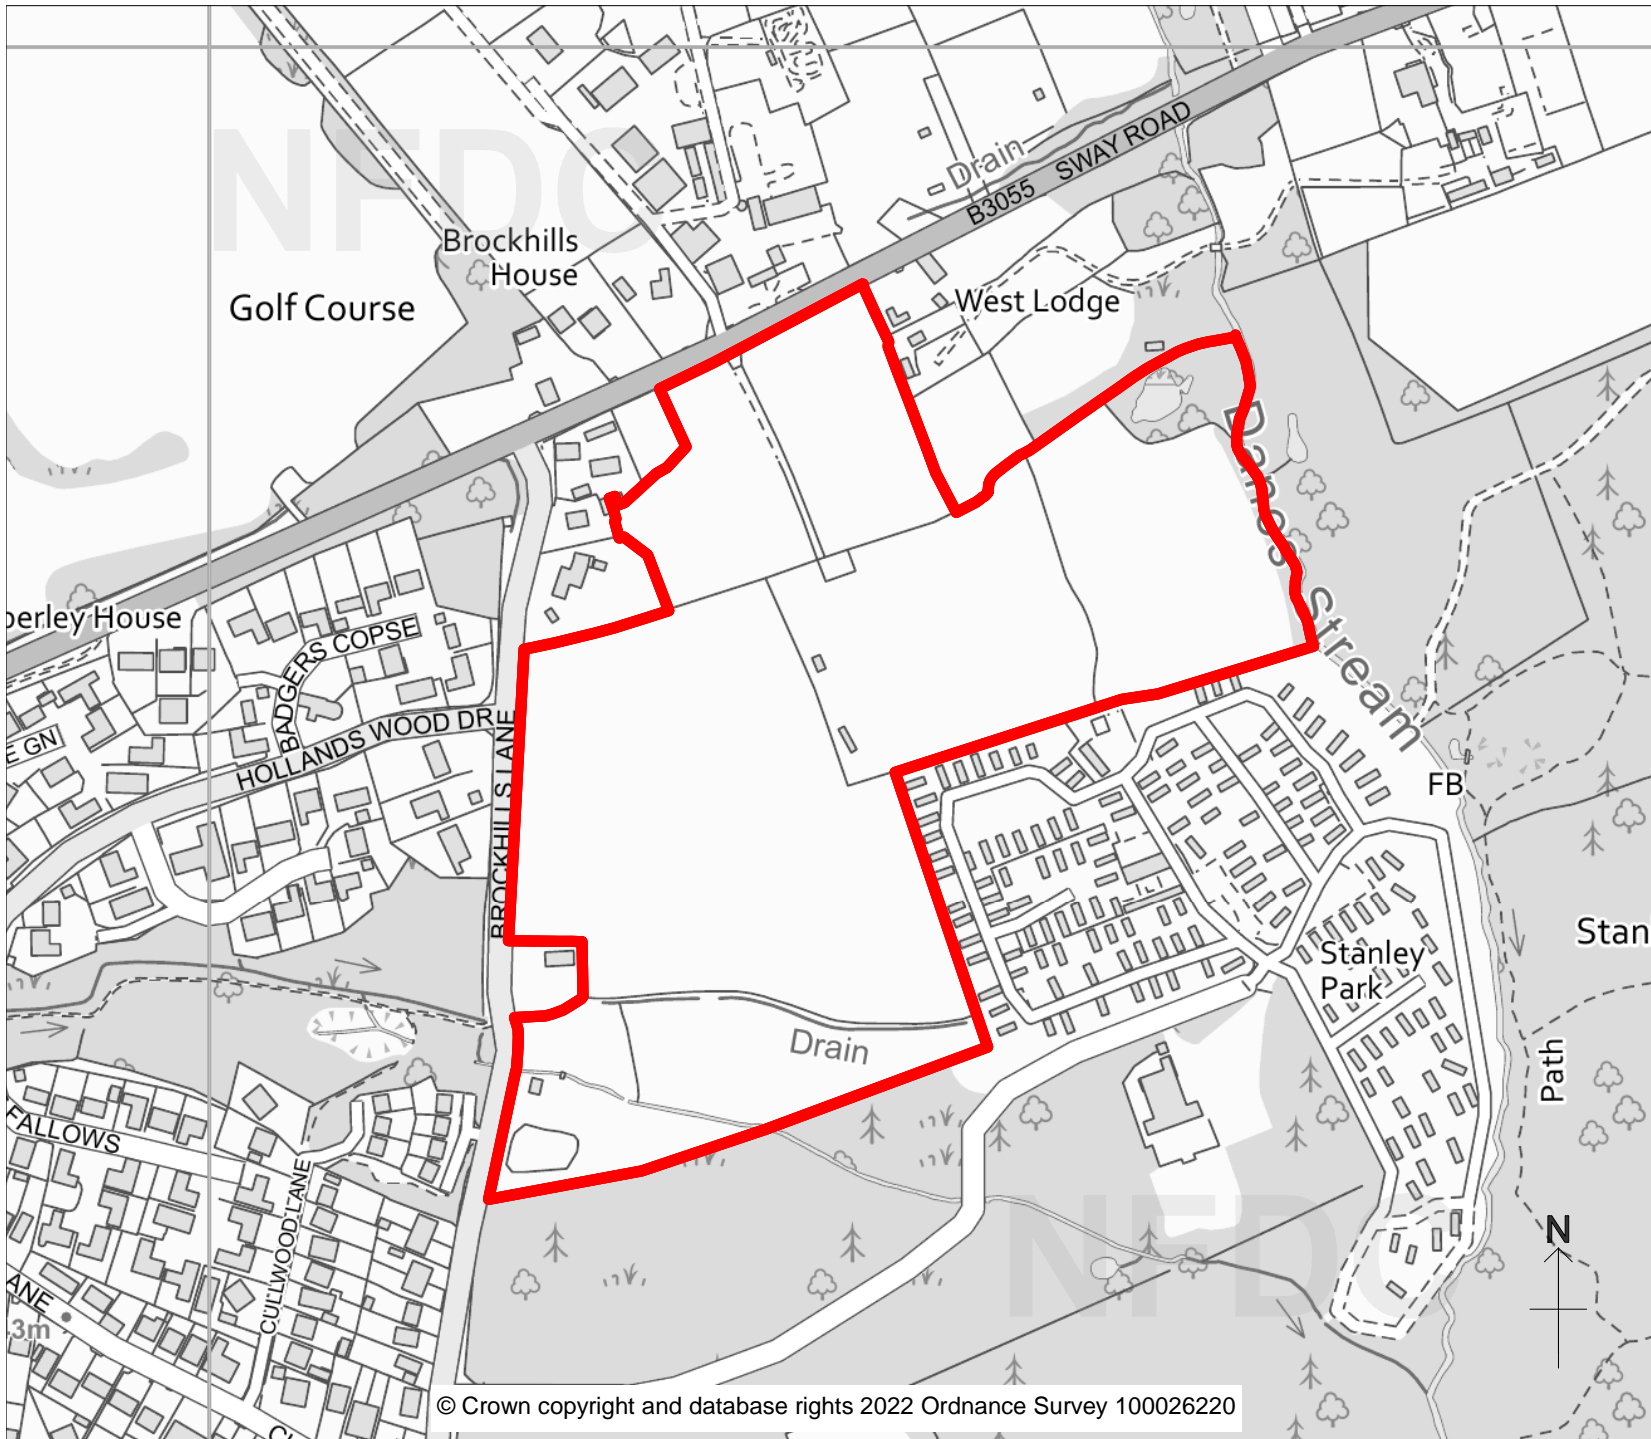 NFDC
Drain
B3055 SWAY ROAD
Brockhills
House
Golf Course
West Lodge
Danes Stream
perley House
BADGERS COPSE
E GN
HOLLANDS WOOD DR
BROCKHILLS LANE
FB
Stanley
Park
Stan
Drain
Path
FALLOWS
CULLWOOD LANE
ANE
3m
NFDC
N
© Crown copyright and database rights 2022 Ordnance Survey 100026220